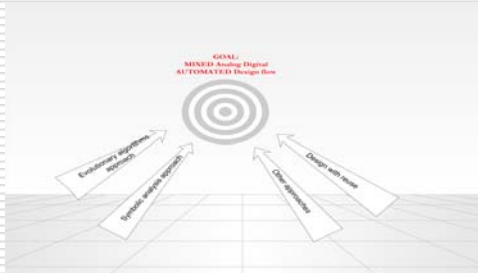 GOAL:
MIXED Analog Digital
AUTOMATED Design flow
Evolutionary algorithms
approach
Symbolic analysis approach
Other approaches
Design with reuse